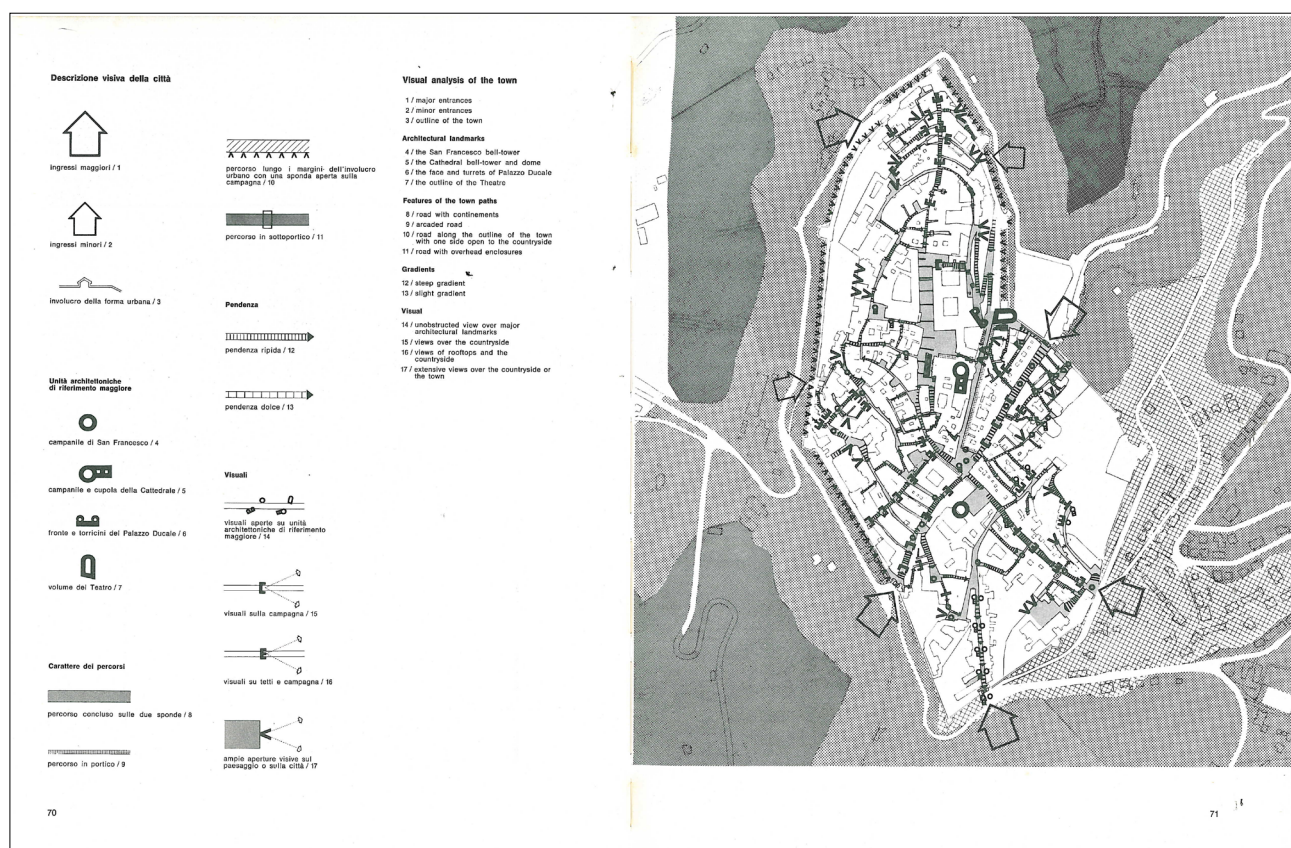 Descrizione visiva della città
ingressi maggiori / 1
ingressi minori / 2
involucro della forma urbana / 3
Unità architettoniche
di riferimento maggiore
campanile di San Francesco / 4
campanile e cupola della Cattedrale / 5
fronte e torricini del Palazzo Ducale / 6
volume del Teatro / 7
Carattere dei percorsi
percorso concluso sulle due sponde / 8
percorso in portico / 9
percorso lungo i margini dell'involucro
urbano con una sponda aperta sulla
campagna / 10
percorso in sottoportico / 11
Pendenza
pendenza ripida / 12
pendenza dolce / 13
Visuali
visuali aperte su unità
architettoniche di riferimento
maggiore / 14
visuali sulla campagna / 15
visuali su tetti e campagna / 16
ampie aperture visive sul
paesaggio o sulla città / 17
Visual analysis of the town
1 / major entrances
2 / minor entrances
3 / outline of the town
Architectural landmarks
4 / the San Francesco bell-tower
5 / the Cathedral bell-tower and dome
6 / the face and turrets of Palazzo Ducale
7 / the outline of the Theatre
Features of the town paths
8 / road with continements
9 / arcaded road
10 / road along the outline of the town
with one side open to the countryside
11 / road with overhead enclosures
Gradients
12 / steep gradient
13 / slight gradient
Visual
14 / unobstructed view over major
architectural landmarks
15 / views over the countryside
16 / views of rooftops and the
countryside
17 / extensive views over the countryside or
the town
70
71